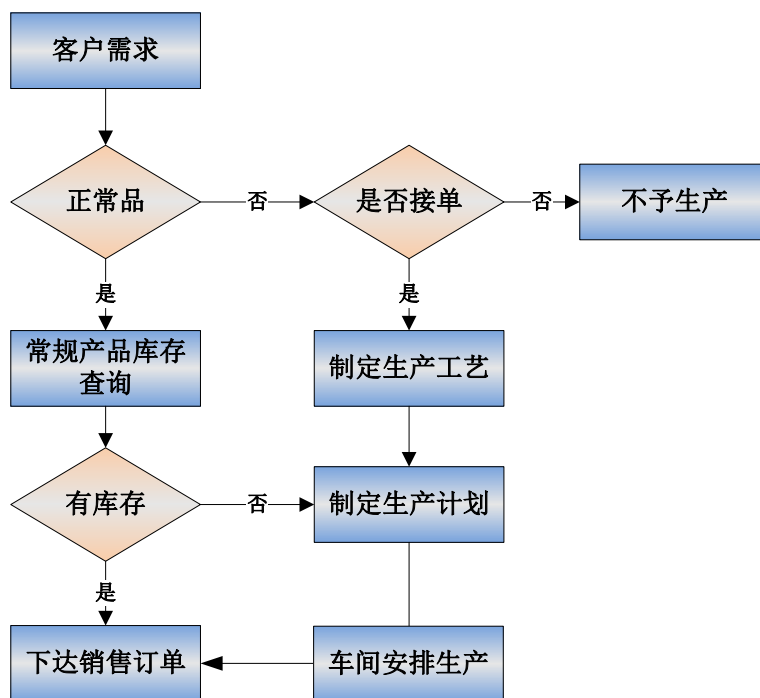 客户需求
正常品
否
是否接单
否
不予生产
是
是
常规产品库存
查询
制定生产工艺
有库存
否
制定生产计划
是
下达销售订单
车间安排生产